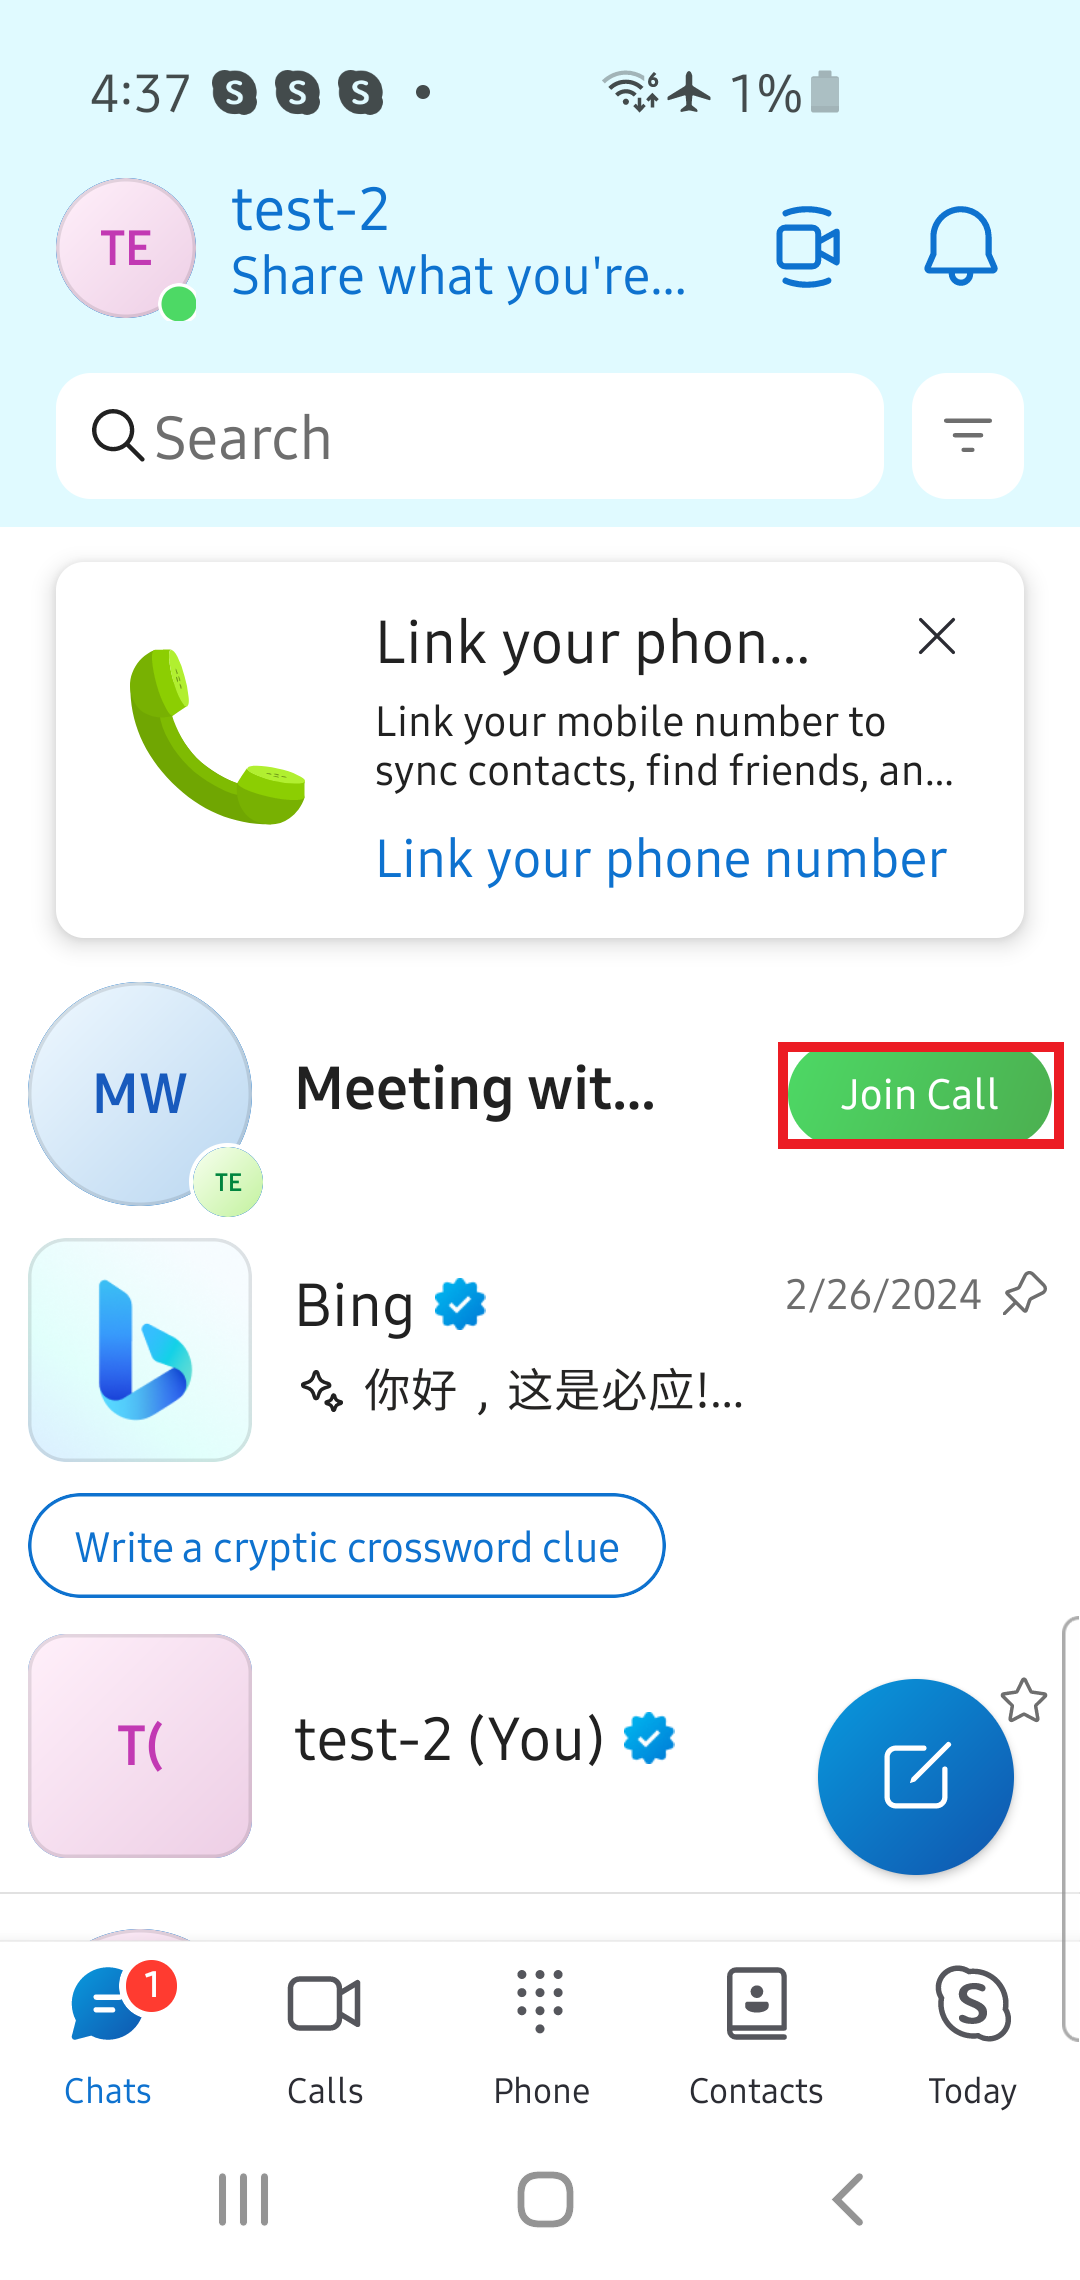 4:37 S S S • 6 1%
TE
test-2
Share what you're...
Search
Link your phon...
Link your mobile number to
sync contacts, find friends, an...
Link your phone number
MW
TE
Meeting wit...
Join Call
Bing
2/26/2024
你好，这是必应!...
Write a cryptic crossword clue
T(
test-2 (You)
1
S
Chats
Calls
Phone
Contacts
Today